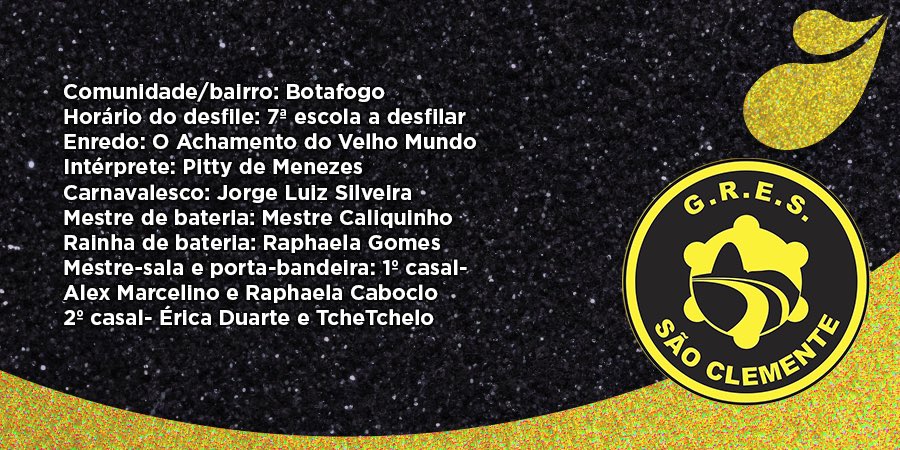 Comunidade/bairro: Botafogo
Horário do desfile: 7ª escola a desfilar
Enredo: O Achamento do Velho Mundo
Intérprete: Pitty de Menezes
Carnavalesco: Jorge Luiz Silveira
Mestre de bateria: Mestre Caliquinho
Rainha de bateria: Raphaela Gomes
Mestre-sala e porta-bandeira: 1º casal-
Alex Marcelino e Raphaela Caboclo
2º casal- Érica Duarte e TcheTchelo
G.R.E.S.
SÃO CLEMENTE